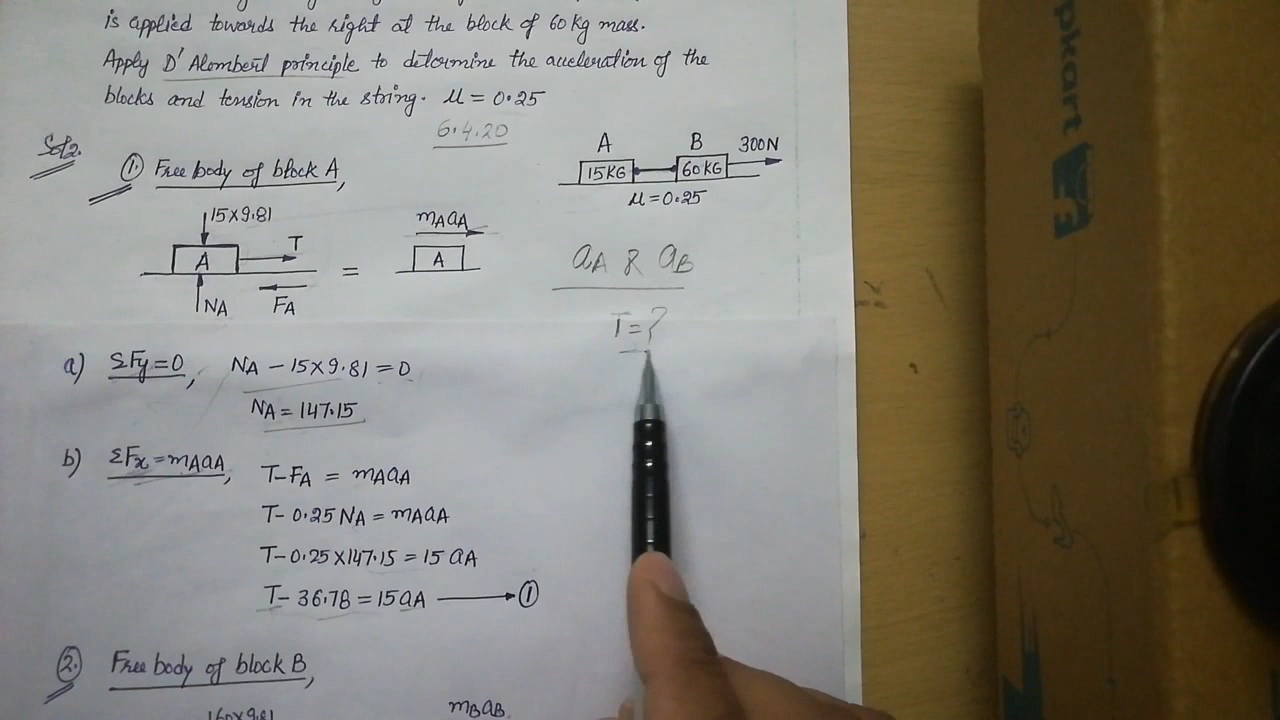 is applied towards the right at the block of 60 Kg mass.
Apply D'Alembert principle to determine the acceleration of the
blocks and tension in the string. μ = 0.25
6.4.20
Sol2.
1. Free body of block A,
A B 300N
15KG 60KG
μ=0.25
15×9.81
A T
NA FA
=
mAaA
A
aA & aB
T=?
a) ΣFy=0, NA − 15×9.81 = 0
NA = 147.15
b) ΣFx=mAaA, T−FA = mAaA
T− 0.25 NA = mAaA
T−0.25×147.15 = 15 aA
T− 36.78 = 15aA → 1
2. Free body of block B,
mBaB
pkart